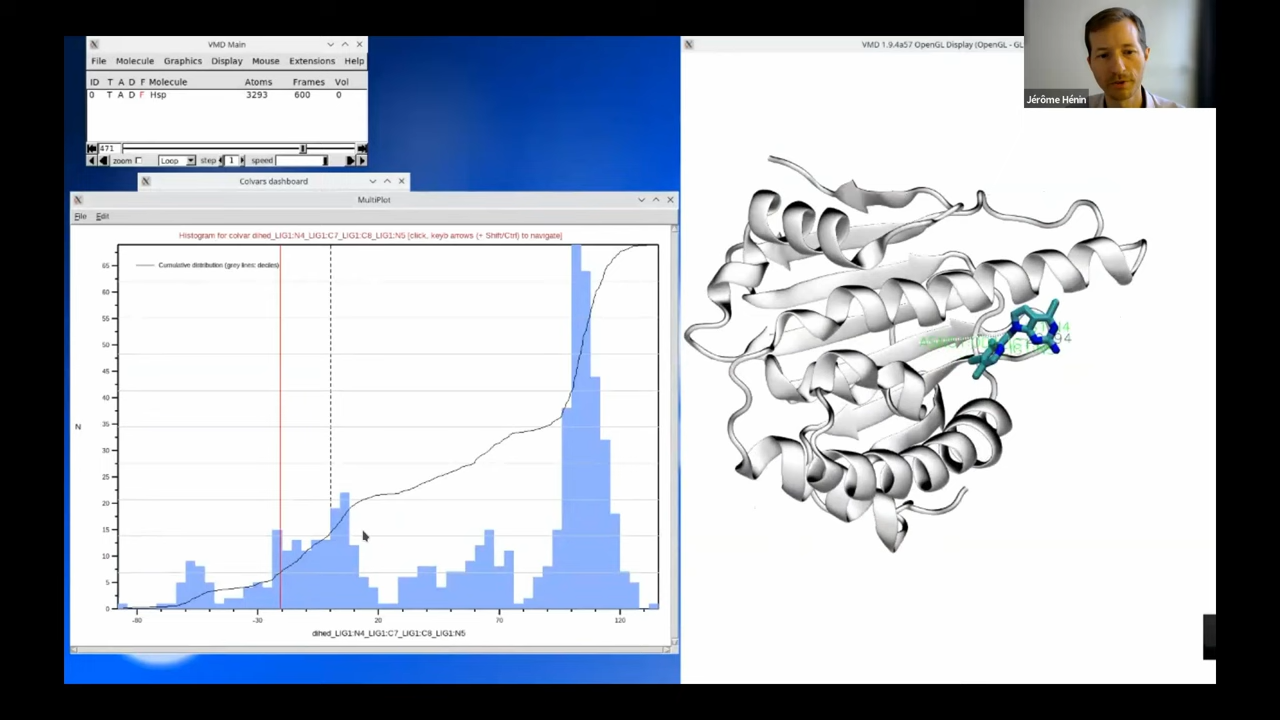 VMD Main
File Molecule Graphics Display Mouse Extensions Help
ID T A D F Molecule Atoms Frames Vol
0 T A D F Hsp 3293 600 0
471
zoom Loop step 1 speed
Colvars dashboard
MultiPlot
File Edit
Histogram for colvar dihed_LIG1:N4_LIG1:C7_LIG1:C8_LIG1:N5 [click, keyb arrows (+ Shift/Ctrl) to navigate]
Cumulative distribution (grey lines: deciles)
65
60
55
50
45
40
35
N
30
25
20
15
10
5
0
-80 -30 20 70 120
dihed_LIG1:N4_LIG1:C7_LIG1:C8_LIG1:N5
VMD 1.9.4a57 OpenGL Display (OpenGL - GL
Jérôme Hénin